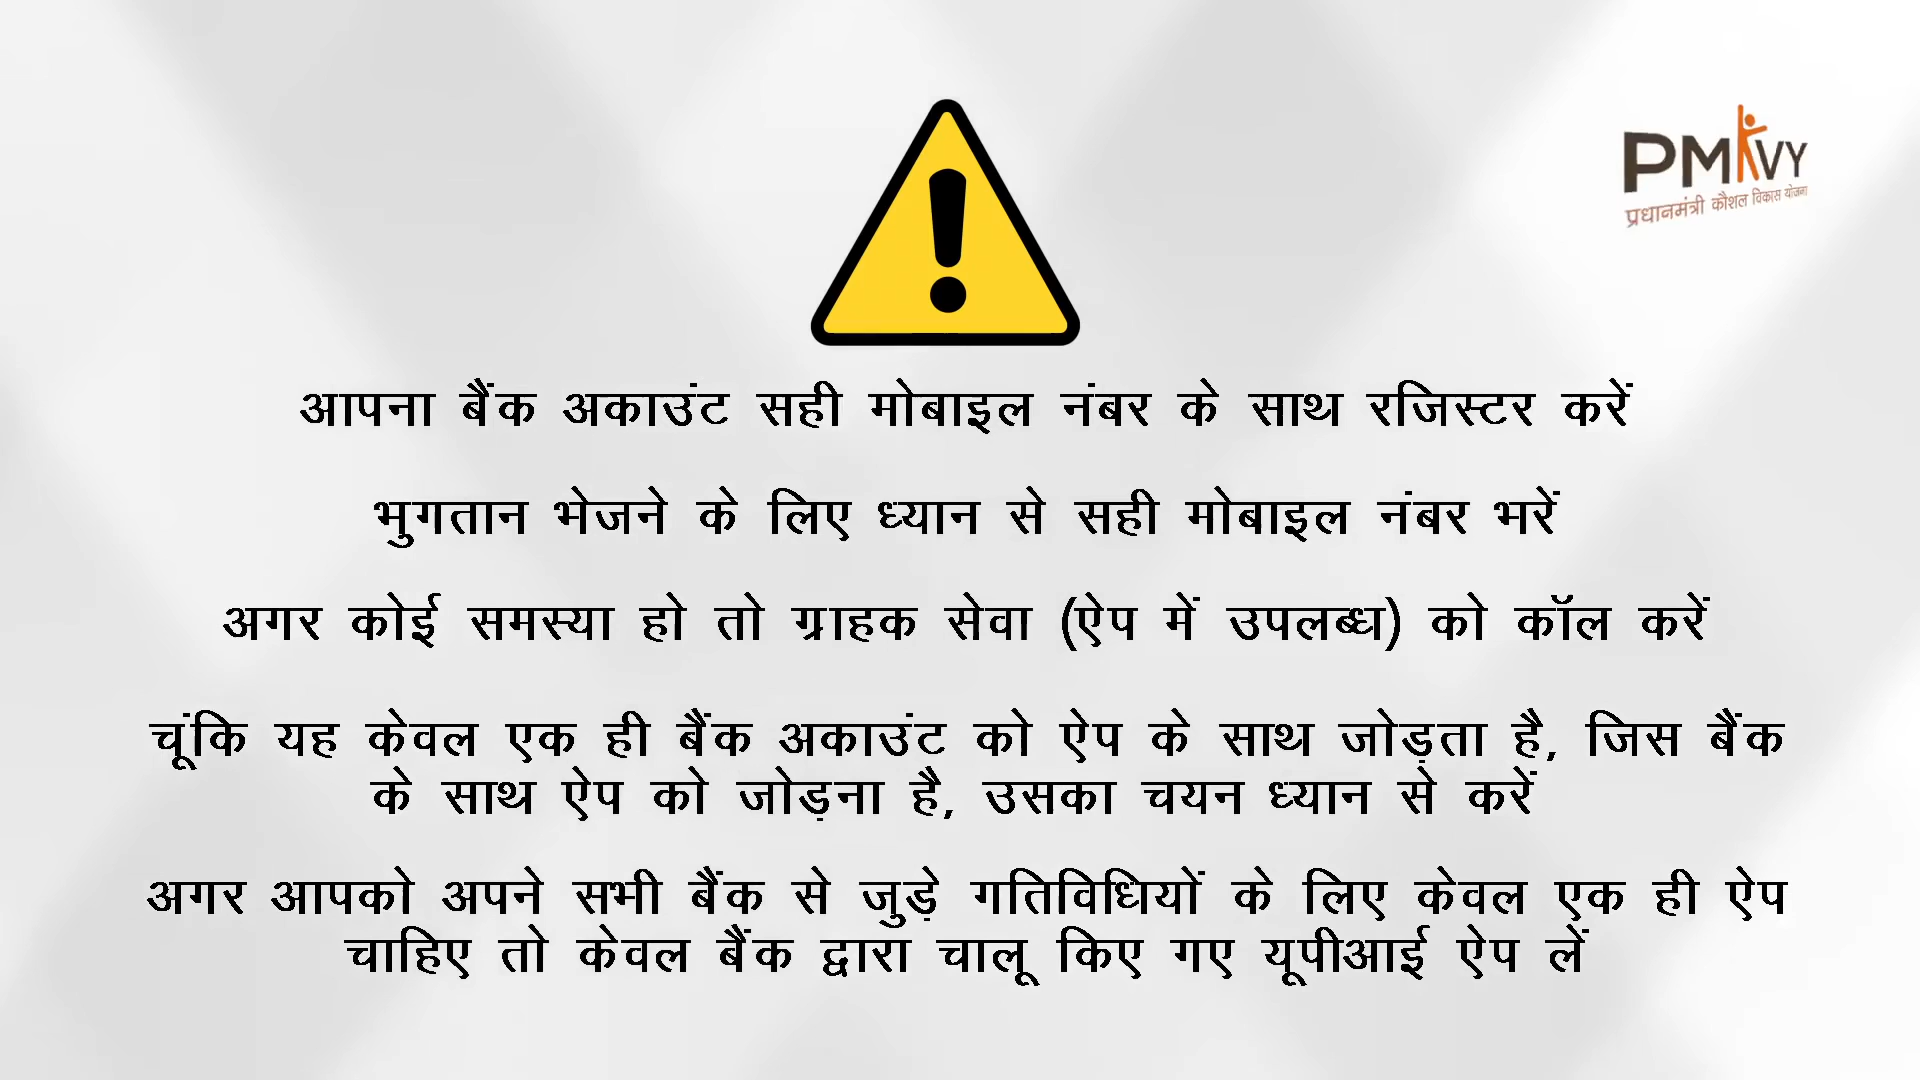 PMKVY
प्रधानमंत्री कौशल विकास योजना
आपना बैंक अकाउंट सही मोबाइल नंबर के साथ रजिस्टर करें
भुगतान भेजने के लिए ध्यान से सही मोबाइल नंबर भरें
अगर कोई समस्या हो तो ग्राहक सेवा (ऐप में उपलब्ध) को कॉल करें
चूंकि यह केवल एक ही बैंक अकाउंट को ऐप के साथ जोड़ता है, जिस बैंक
के साथ ऐप को जोड़ना है, उसका चयन ध्यान से करें
अगर आपको अपने सभी बैंक से जुड़े गतिविधियों के लिए केवल एक ही ऐप
चाहिए तो केवल बैंक द्वारा चालू किए गए यूपीआई ऐप लें